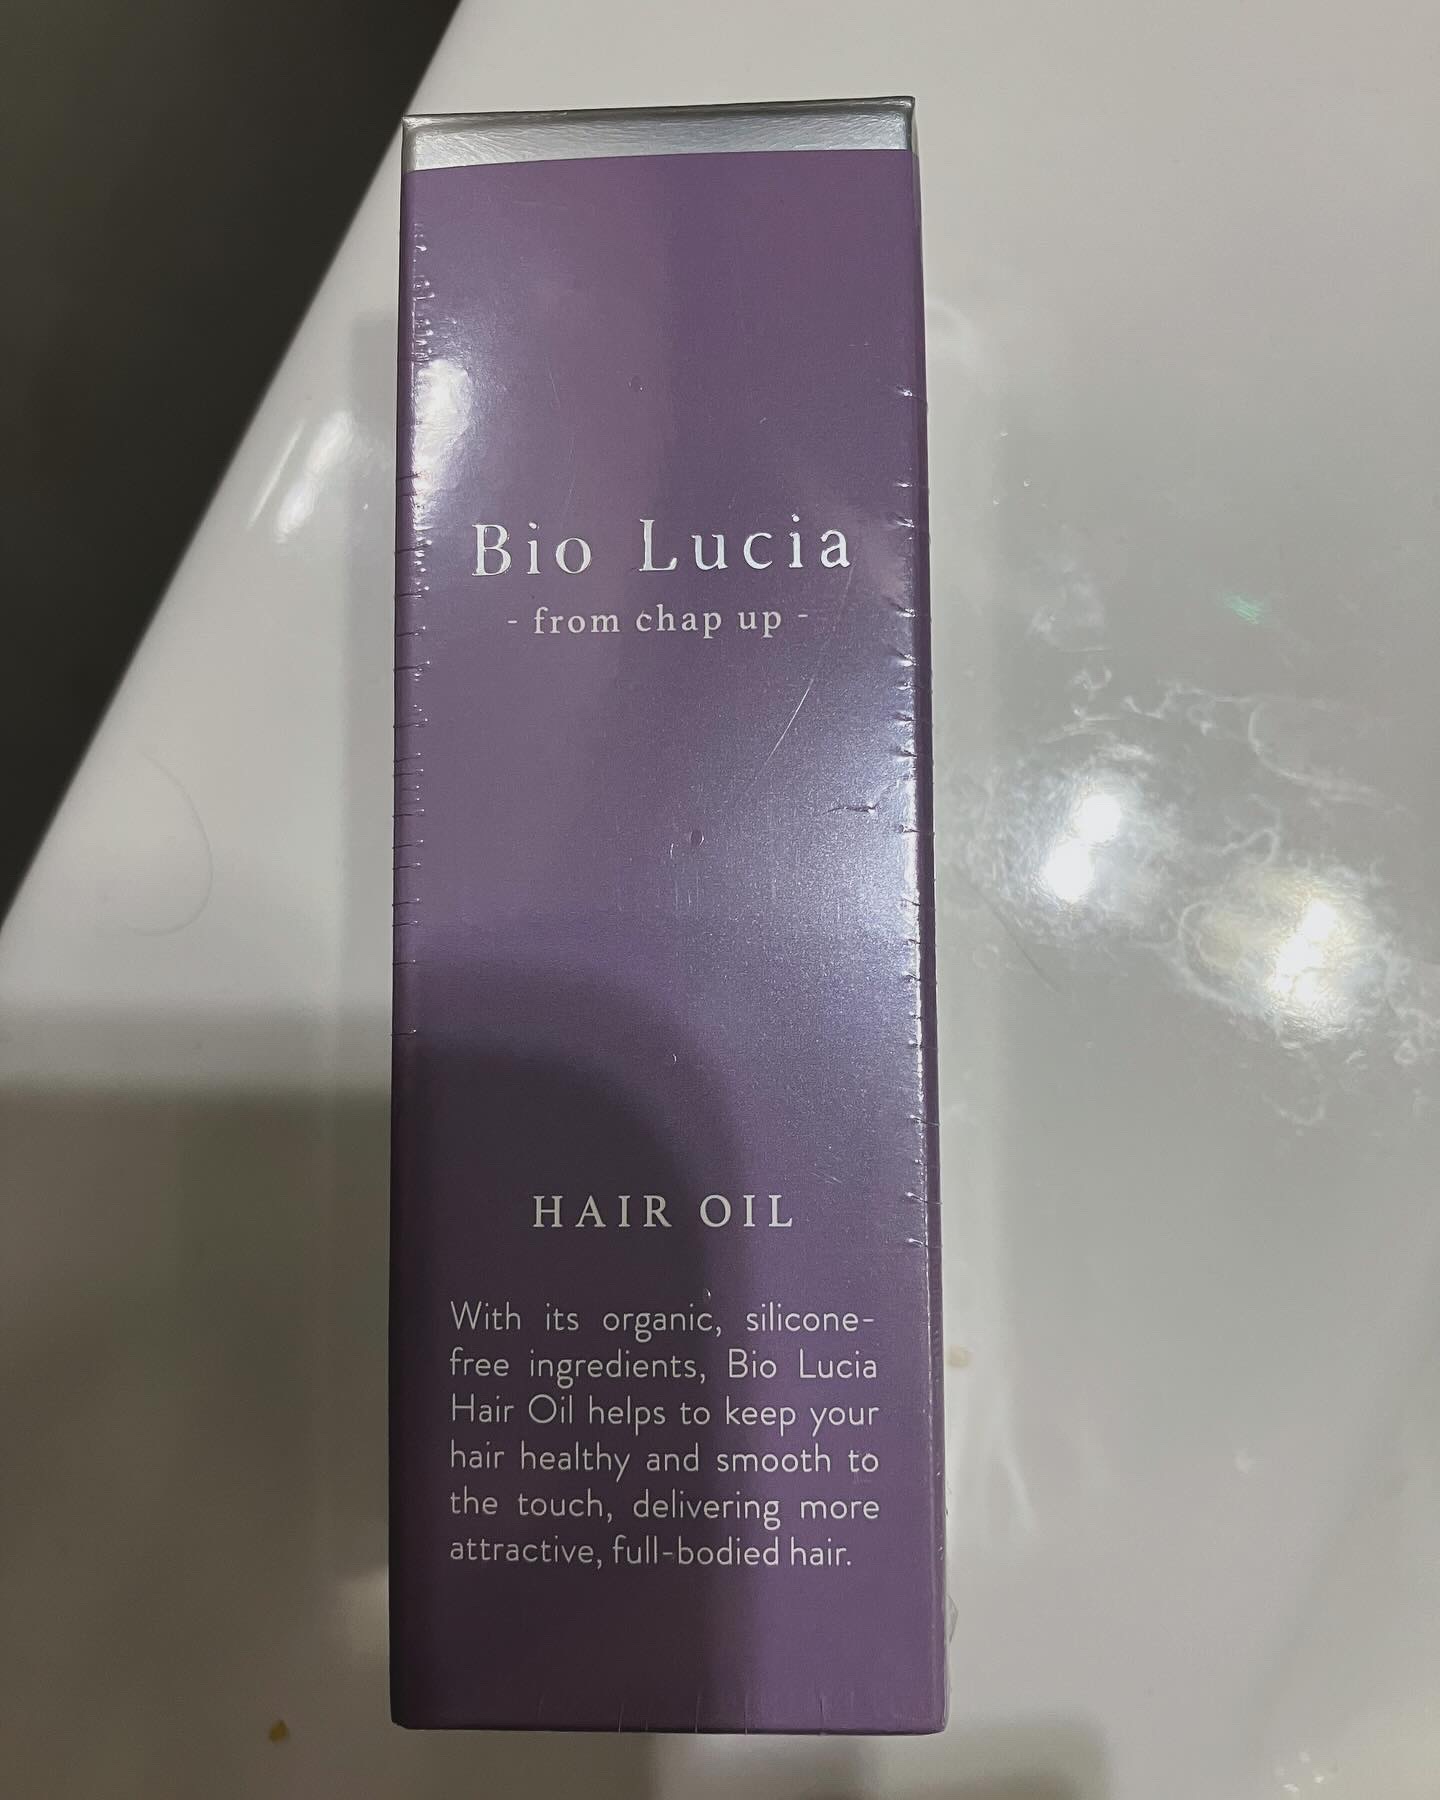 Bio Lucia
- from chap up -
HAIR OIL
With its organic, silicone-
free ingredients, Bio Lucia
Hair Oil helps to keep your
hair healthy and smooth to
the touch, delivering more
attractive, full-bodied hair.